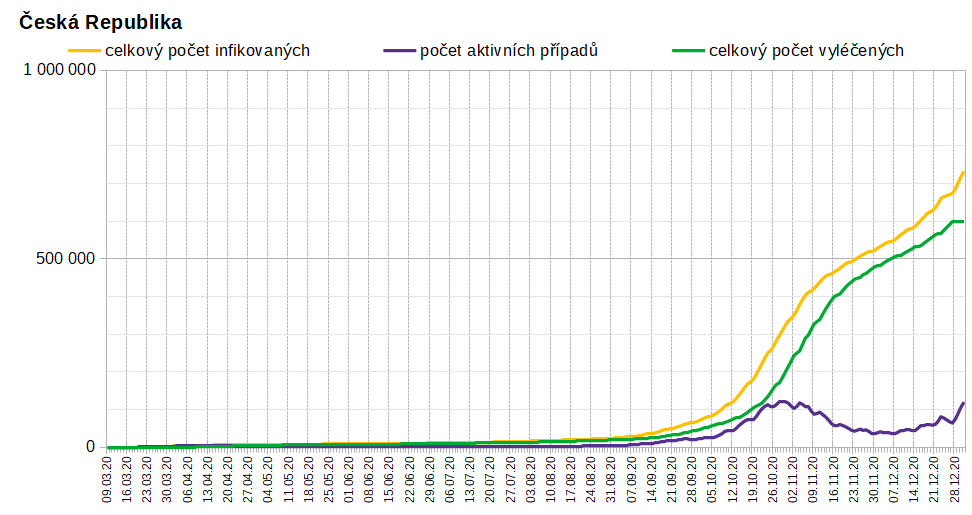 Česká Republika
celkový počet infikovaných počet aktivních případů celkový počet vyléčených
1 000 000
500 000
0
09.03.20 16.03.20 23.03.20 30.03.20 06.04.20 13.04.20 20.04.20 27.04.20 04.05.20 11.05.20 18.05.20 25.05.20 01.06.20 08.06.20 15.06.20 22.06.20 29.06.20 06.07.20 13.07.20 20.07.20 27.07.20 03.08.20 10.08.20 17.08.20 24.08.20 31.08.20 07.09.20 14.09.20 21.09.20 28.09.20 05.10.20 12.10.20 19.10.20 26.10.20 02.11.20 09.11.20 16.11.20 23.11.20 30.11.20 07.12.20 14.12.20 21.12.20 28.12.20